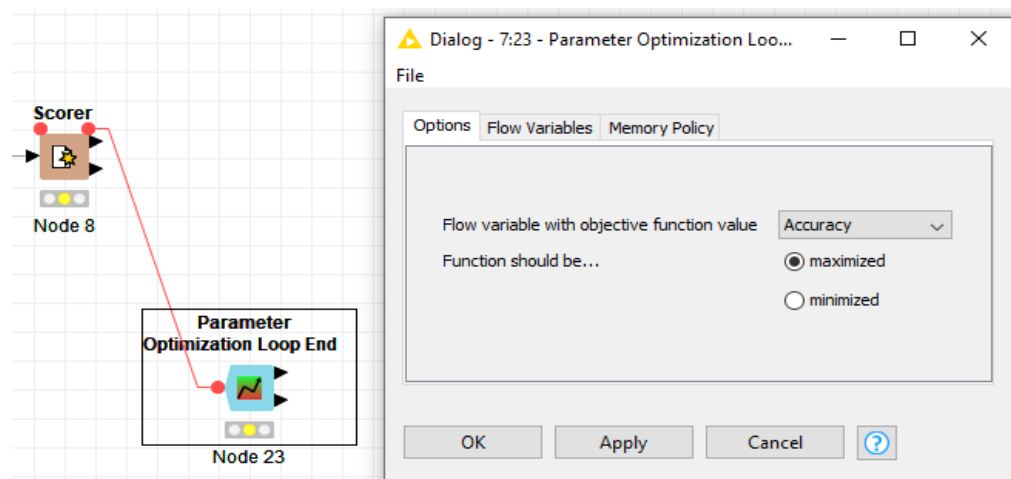 Scorer
Node 8
Parameter
Optimization Loop End
Node 23
Dialog - 7:23 - Parameter Optimization Loo...
File
Options Flow Variables Memory Policy
Flow variable with objective function value Accuracy
Function should be... maximized
minimized
OK Apply Cancel ?